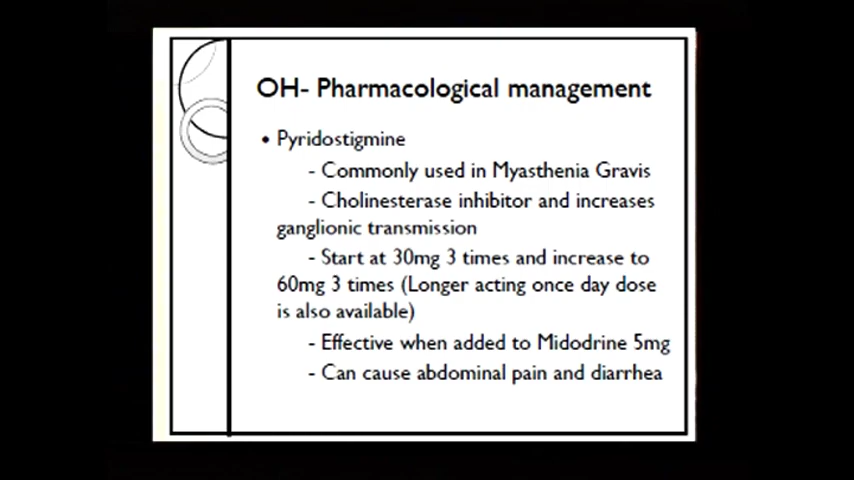 OH- Pharmacological management
• Pyridostigmine
- Commonly used in Myasthenia Gravis
- Cholinesterase inhibitor and increases
ganglionic transmission
- Start at 30mg 3 times and increase to
60mg 3 times (Longer acting once day dose
is also available)
- Effective when added to Midodrine 5mg
- Can cause abdominal pain and diarrhea